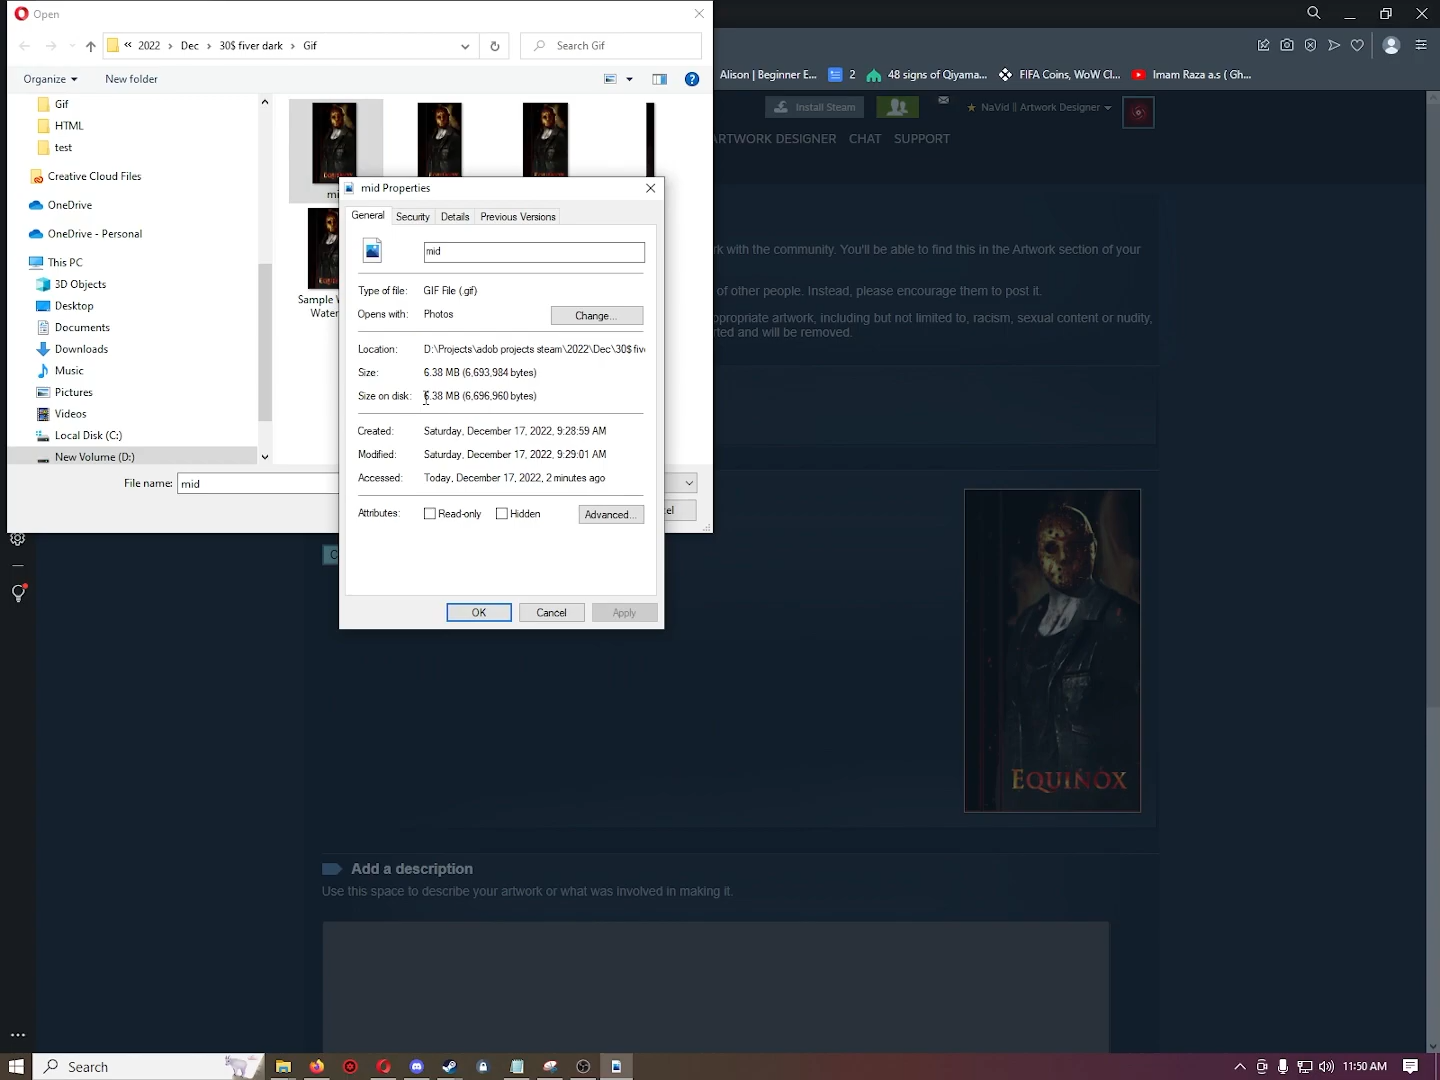 Open
« 2022 › Dec › 30$ fiver dark › Gif
Search Gif
Organize
New folder
Gif
HTML
test
Creative Cloud Files
OneDrive
OneDrive - Personal
This PC
3D Objects
Desktop
Documents
Downloads
Music
Pictures
Videos
Local Disk (C:)
New Volume (D:)
Sample
Water
File name: mid
mid Properties
General Security Details Previous Versions
mid
Type of file: GIF File (.gif)
Opens with: Photos Change...
Location: D:\Projects\adob projects steam\2022\Dec\30$ fiv
Size: 6.38 MB (6,693,984 bytes)
Size on disk: 6.38 MB (6,696,960 bytes)
Created: Saturday, December 17, 2022, 9:28:59 AM
Modified: Saturday, December 17, 2022, 9:29:01 AM
Accessed: Today, December 17, 2022, 2 minutes ago
Attributes: Read-only Hidden Advanced...
OK Cancel Apply
Alison | Beginner E... 2 48 signs of Qiyama... FIFA Coins, WoW Cl... Imam Raza a.s ( Gh...
Install Steam NaVid || Artwork Designer
ARTWORK DESIGNER CHAT SUPPORT
rk with the community. You'll be able to find this in the Artwork section of your
of other people. Instead, please encourage them to post it.
ppropriate artwork, including but not limited to, racism, sexual content or nudity,
rted and will be removed.
EQUINOX
Add a description
Use this space to describe your artwork or what was involved in making it.
Search
11:50 AM